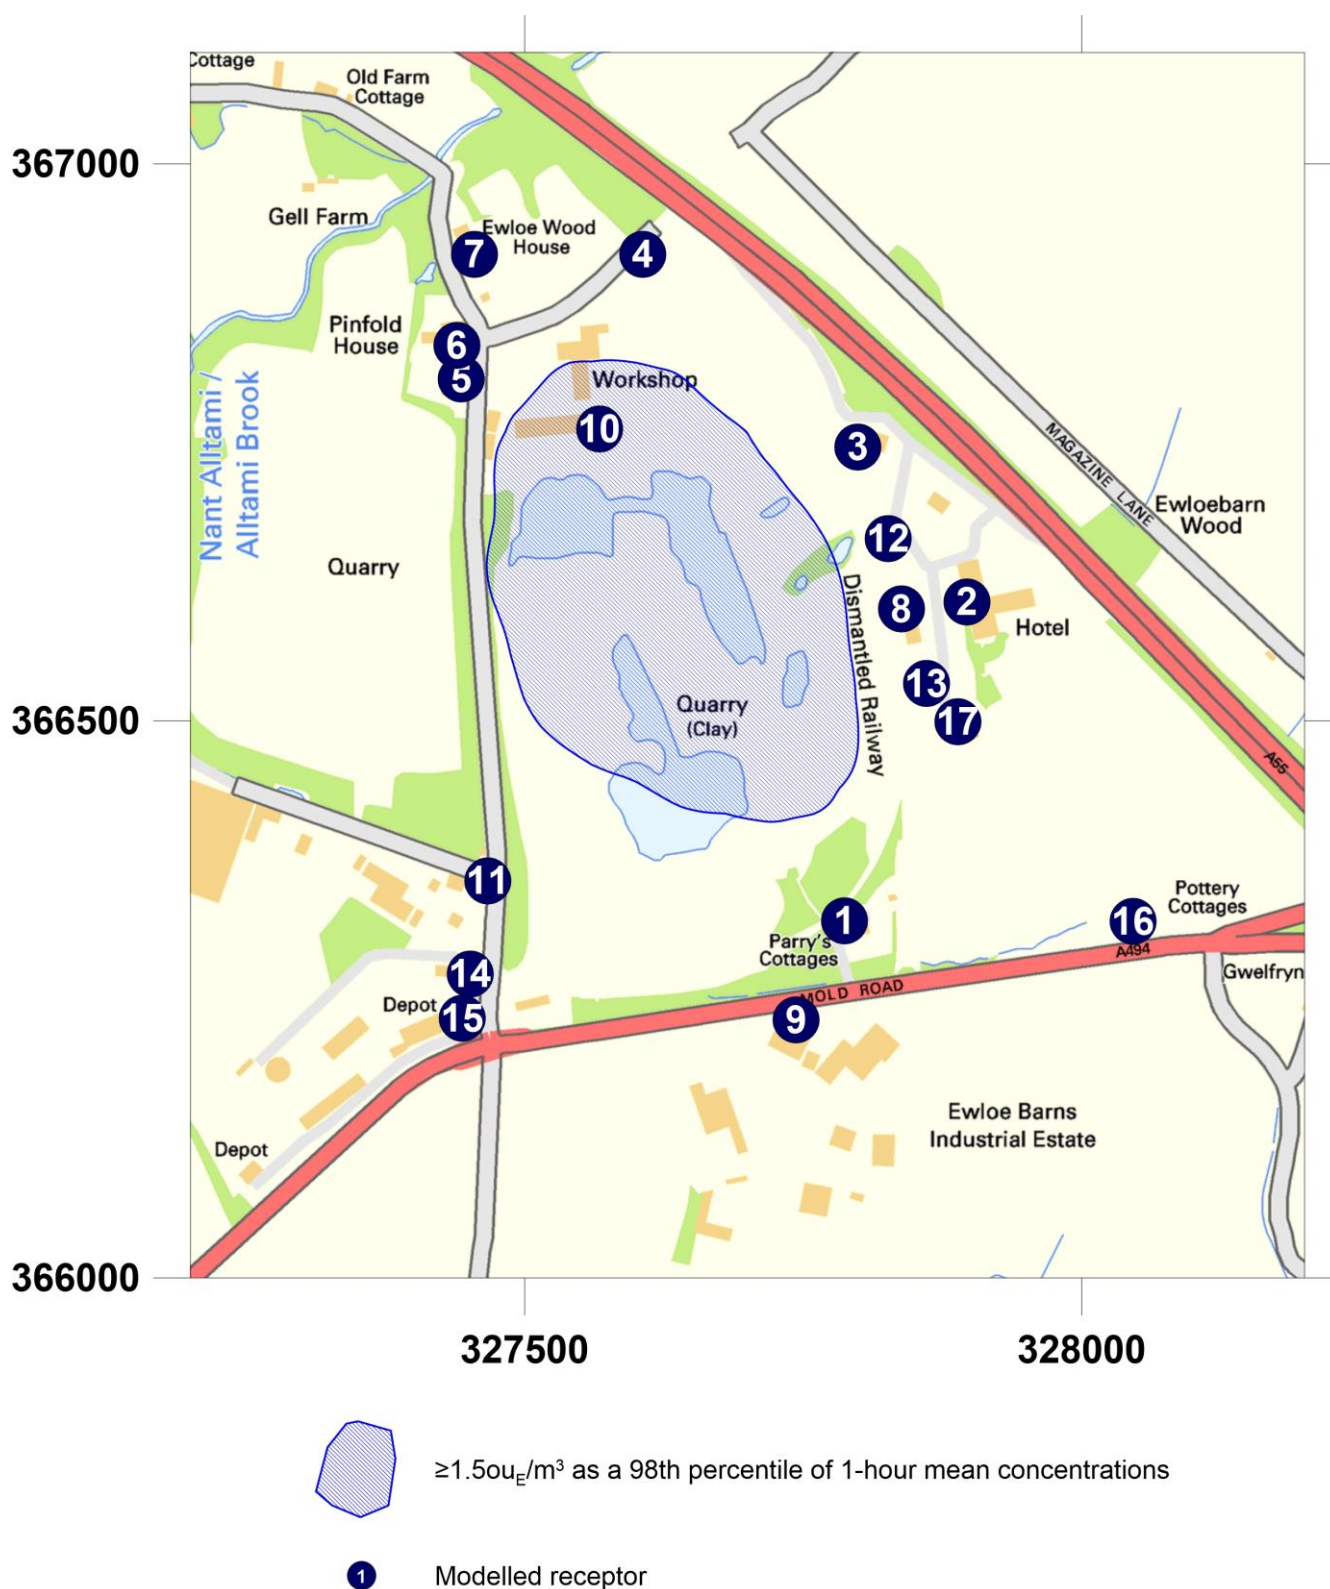 Cottage
Old Farm
Cottage
367000
Gell Farm
Ewloe Wood
House
7
4
Pinfold
House
6
5
Workshop
Nant Alltami /
Alltami Brook
10
3
MAGAZINE LANE
Ewloebarn
Wood
12
Quarry
Dismantled Railway
8
2
Hotel
13
Quarry
(Clay)
17
366500
A55
11
Pottery
Cottages
1
16
Parry's
Cottages
A494
Gwelfryn
14
Depot
15
MOLD ROAD
9
Ewloe Barns
Industrial Estate
Depot
366000
327500
328000
≥1.5ouE/m³ as a 98th percentile of 1-hour mean concentrations
1
Modelled receptor